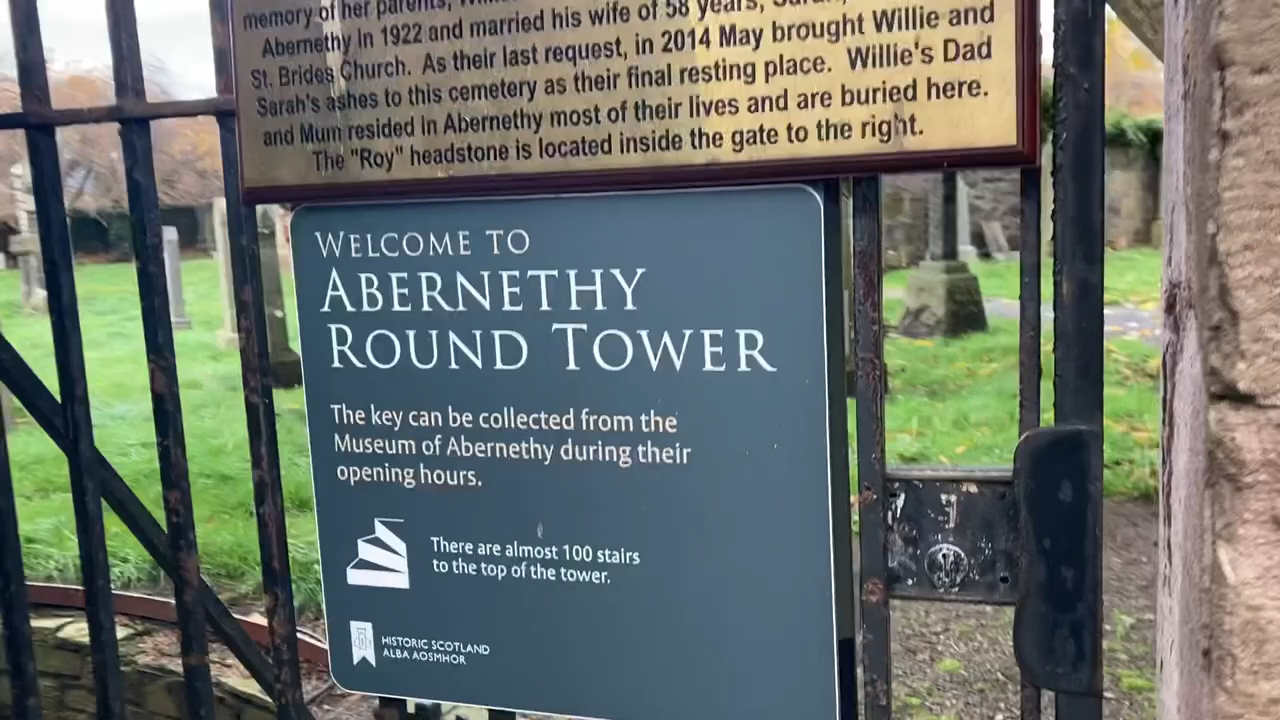 memory of her parents,
Abernethy in 1922 and married his wife of 58 years, Sarah,
St. Brides Church. As their last request, in 2014 May brought Willie and
Sarah's ashes to this cemetery as their final resting place. Willie's Dad
and Mum resided in Abernethy most of their lives and are buried here.
The "Roy" headstone is located inside the gate to the right.
WELCOME TO
ABERNETHY
ROUND TOWER
The key can be collected from the
Museum of Abernethy during their
opening hours.
There are almost 100 stairs
to the top of the tower.
HISTORIC SCOTLAND
ALBA AOSMHOR